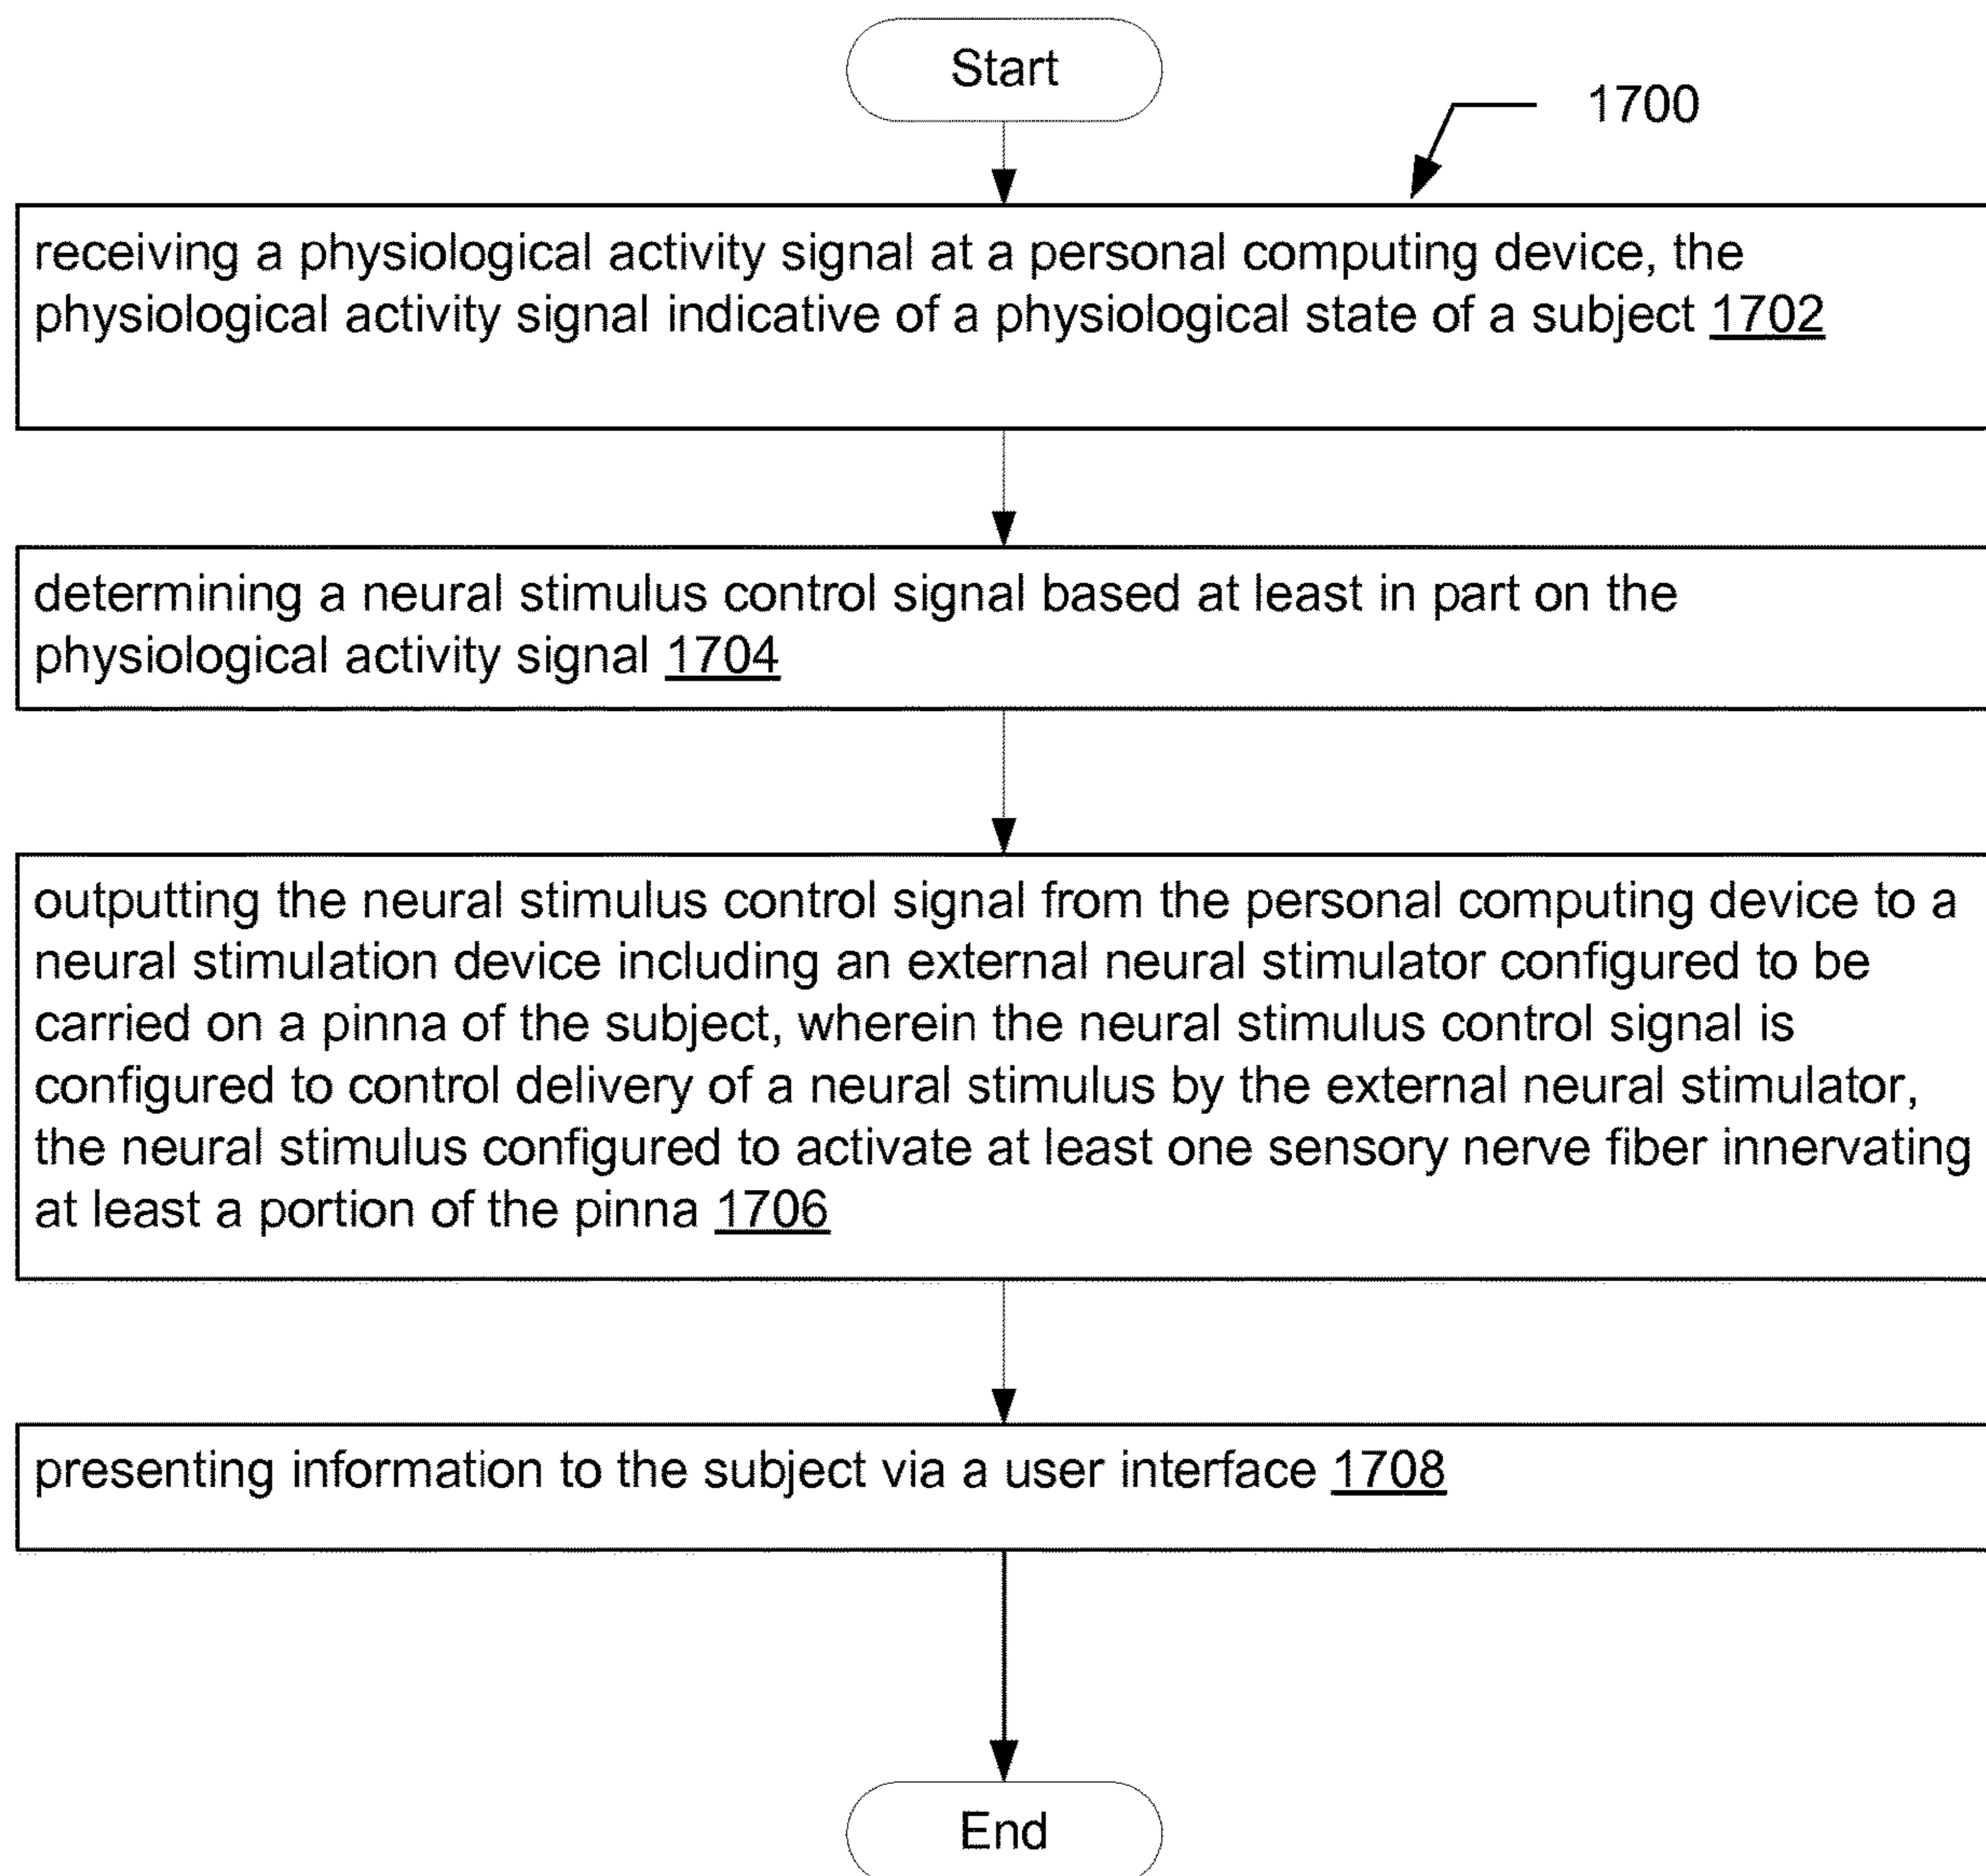 Start
1700
receiving a physiological activity signal at a personal computing device, the
physiological activity signal indicative of a physiological state of a subject 1702
determining a neural stimulus control signal based at least in part on the
physiological activity signal 1704
outputting the neural stimulus control signal from the personal computing device to a
neural stimulation device including an external neural stimulator configured to be
carried on a pinna of the subject, wherein the neural stimulus control signal is
configured to control delivery of a neural stimulus by the external neural stimulator,
the neural stimulus configured to activate at least one sensory nerve fiber innervating
at least a portion of the pinna 1706
presenting information to the subject via a user interface 1708
End